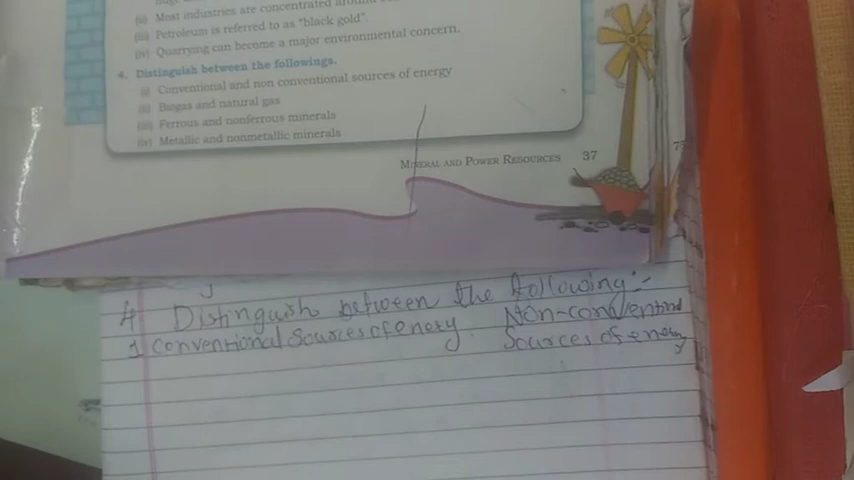 (ii) Most industries are concentrated around
(iii) Petroleum is referred to as "black gold".
(iv) Quarrying can become a major environmental concern.
4. Distinguish between the followings.
(i) Conventional and non conventional sources of energy
(ii) Biogas and natural gas
(iii) Ferrous and nonferrous minerals
(iv) Metallic and nonmetallic minerals
MINERAL AND POWER RESOURCES 37
4 Distinguish between the following:-
1 conventional Sources of enery. Non-conventind
Sources of energy